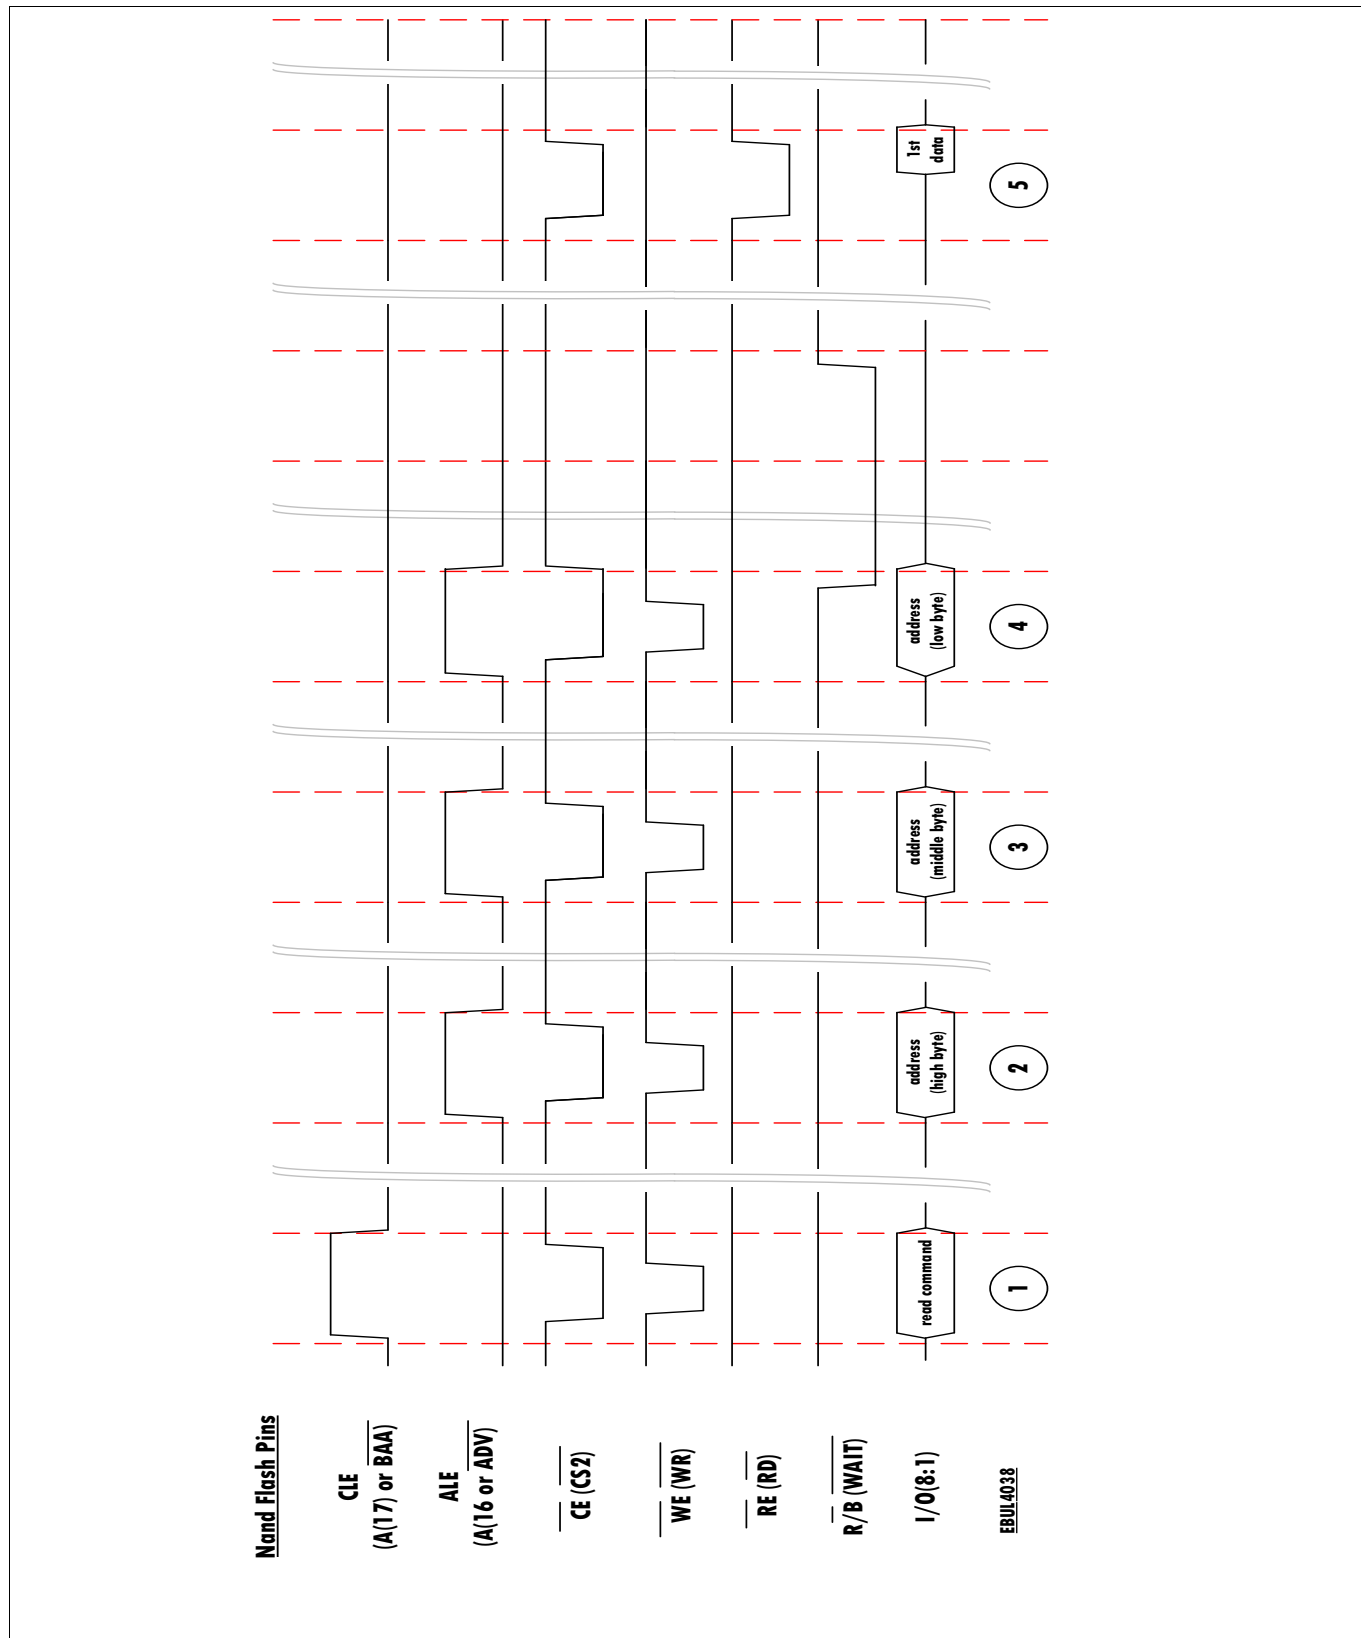 Nand Flash Pins
CLE
(A(17) or BAA)
ALE
(A(16 or ADV)
CE (CS2)
WE (WR)
RE (RD)
R/B (WAIT)
I/O(8:1)
read command
address
(high byte)
address
(middle byte)
address
(low byte)
1st
data
1
2
3
4
5
EBUL4038